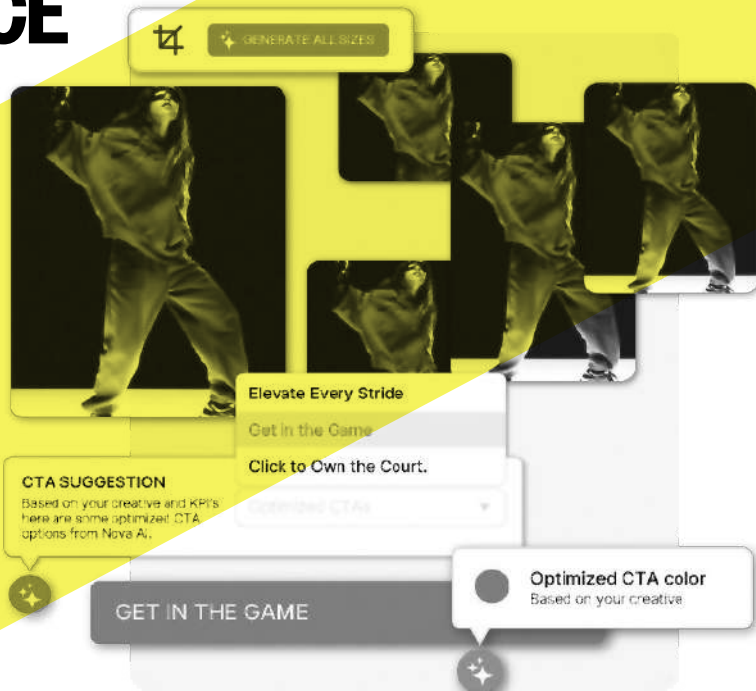 CE
GENERATE ALL SIZES
Elevate Every Stride
Get in the Game
Click to Own the Court.
CTA SUGGESTION
Based on your creative and KPI's
here are some optimized CTA
options from Nova AI.
Optimized CTAs
Optimized CTA color
Based on your creative
GET IN THE GAME